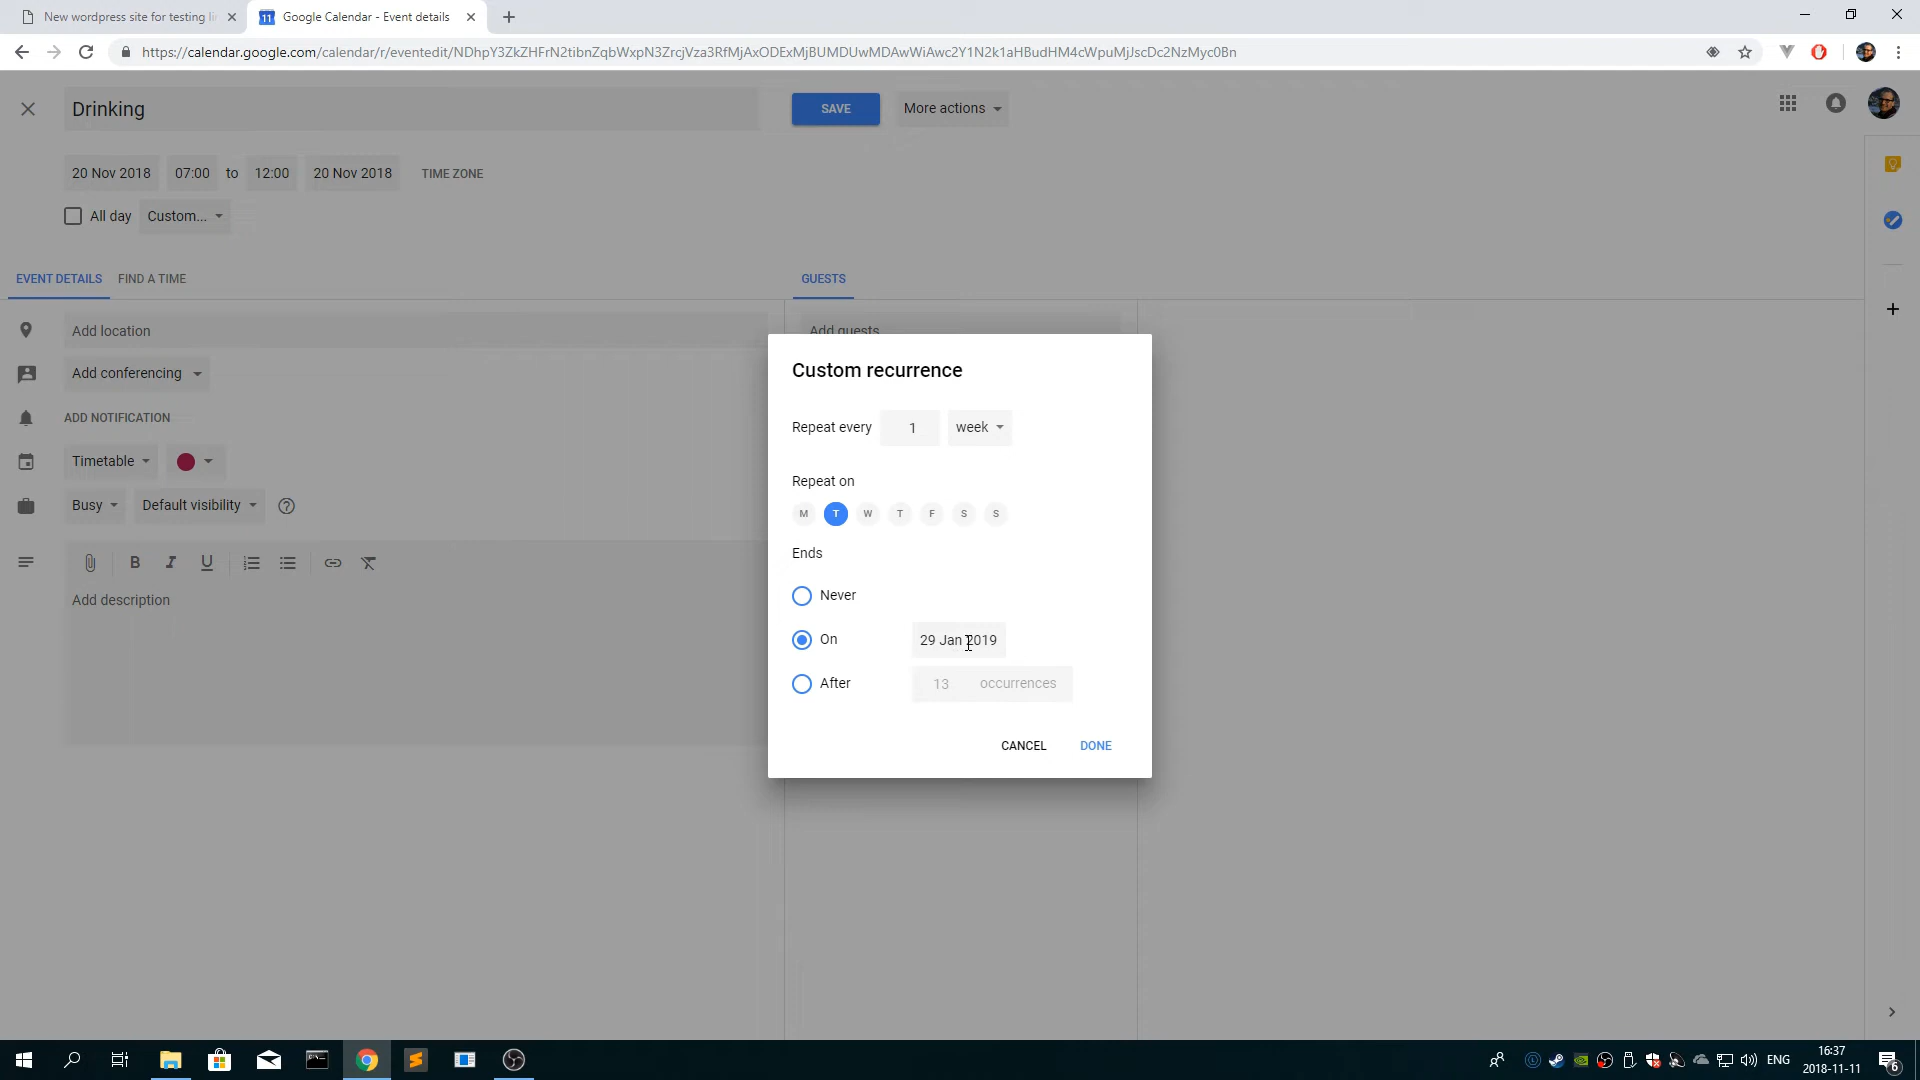 New wordpress site for testing li
Google Calendar - Event details
https://calendar.google.com/calendar/r/eventedit/NDhpY3ZkZHFrN2tibnZqbWxpN3ZrcjVza3RfMjAxODExMjBUMDUwMDAwWiAwc2Y1N2k1aHBudHM4cWpuMjJscDc2NzMyc0Bn
Drinking
SAVE
More actions
20 Nov 2018
07:00
to
12:00
20 Nov 2018
TIME ZONE
All day
Custom...
EVENT DETAILS
FIND A TIME
GUESTS
Add location
Add guests
Add conferencing
ADD NOTIFICATION
Timetable
Busy
Default visibility
B I U
Add description
Custom recurrence
Repeat every 1 week
Repeat on
M T W T F S S
Ends
Never
On 29 Jan 2019
After 13 occurrences
CANCEL DONE
ENG
16:37
2018-11-11
6